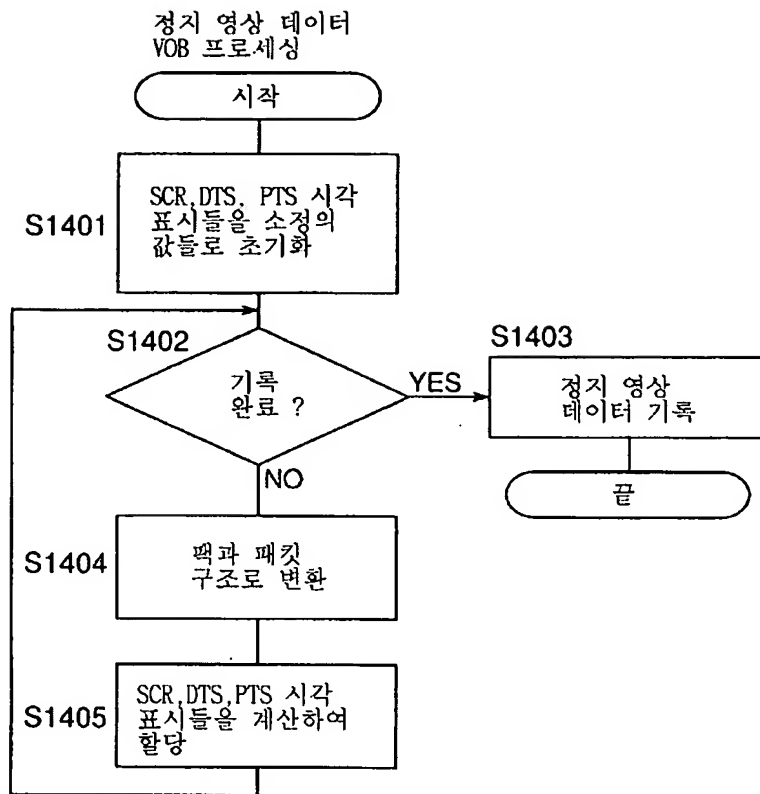 정지 영상 데이터
VOB 프로세싱
시작
S1401
SCR,DTS, PTS 시각
표시들을 소정의
값들로 초기화
S1402
기록
완료 ?
YES
S1403
정지 영상
데이터 기록
끝
NO
S1404
팩과 패킷
구조로 변환
S1405
SCR,DTS,PTS 시각
표시들을 계산하여
할당